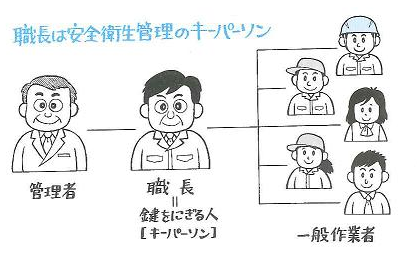 職長は安全衛生管理のキーパーソン
管理者
職長
=
鍵をにぎる人
[キーパーソン]
一般作業者